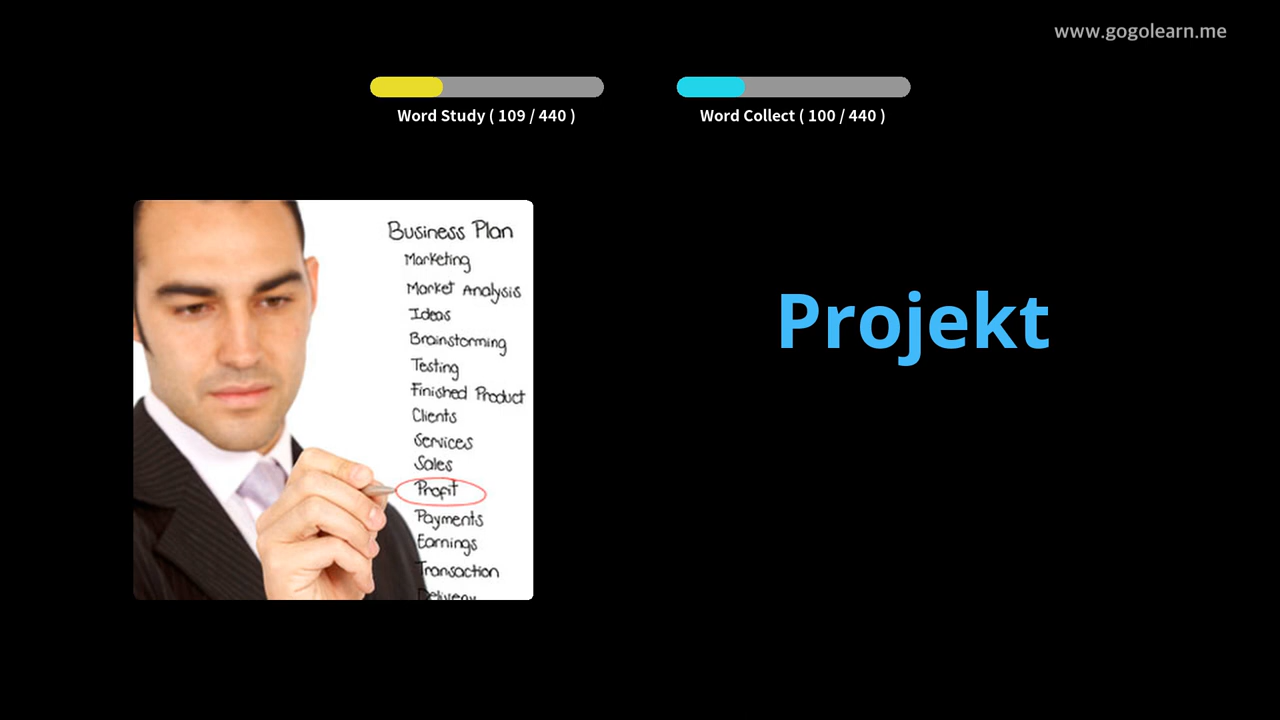 www.gogolearn.me
Word Study ( 109 / 440 )
Word Collect ( 100 / 440 )
Business Plan
Marketing
Market Analysis
Ideas
Brainstorming
Testing
Finished Product
Clients
Services
Sales
Profit
Payments
Earnings
Transaction
Delivery
Projekt